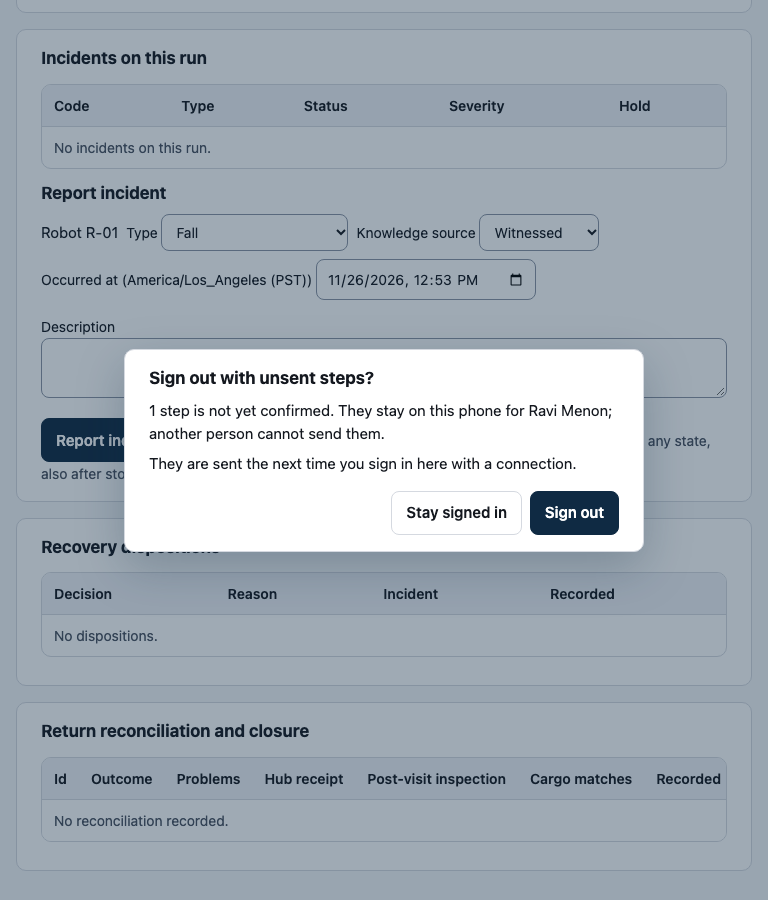 Incidents on this run
Code Type Status Severity Hold
No incidents on this run.
Report incident
Robot R-01 Type Fall Knowledge source Witnessed
Occurred at (America/Los_Angeles (PST)) 11/26/2026, 12:53 PM
Description
Sign out with unsent steps?
1 step is not yet confirmed. They stay on this phone for Ravi Menon;
another person cannot send them.
They are sent the next time you sign in here with a connection.
Stay signed in Sign out
Report any state,
also after
Recovery dispositions
Decision Reason Incident Recorded
No dispositions.
Return reconciliation and closure
Id Outcome Problems Hub receipt Post-visit inspection Cargo matches Recorded
No reconciliation recorded.